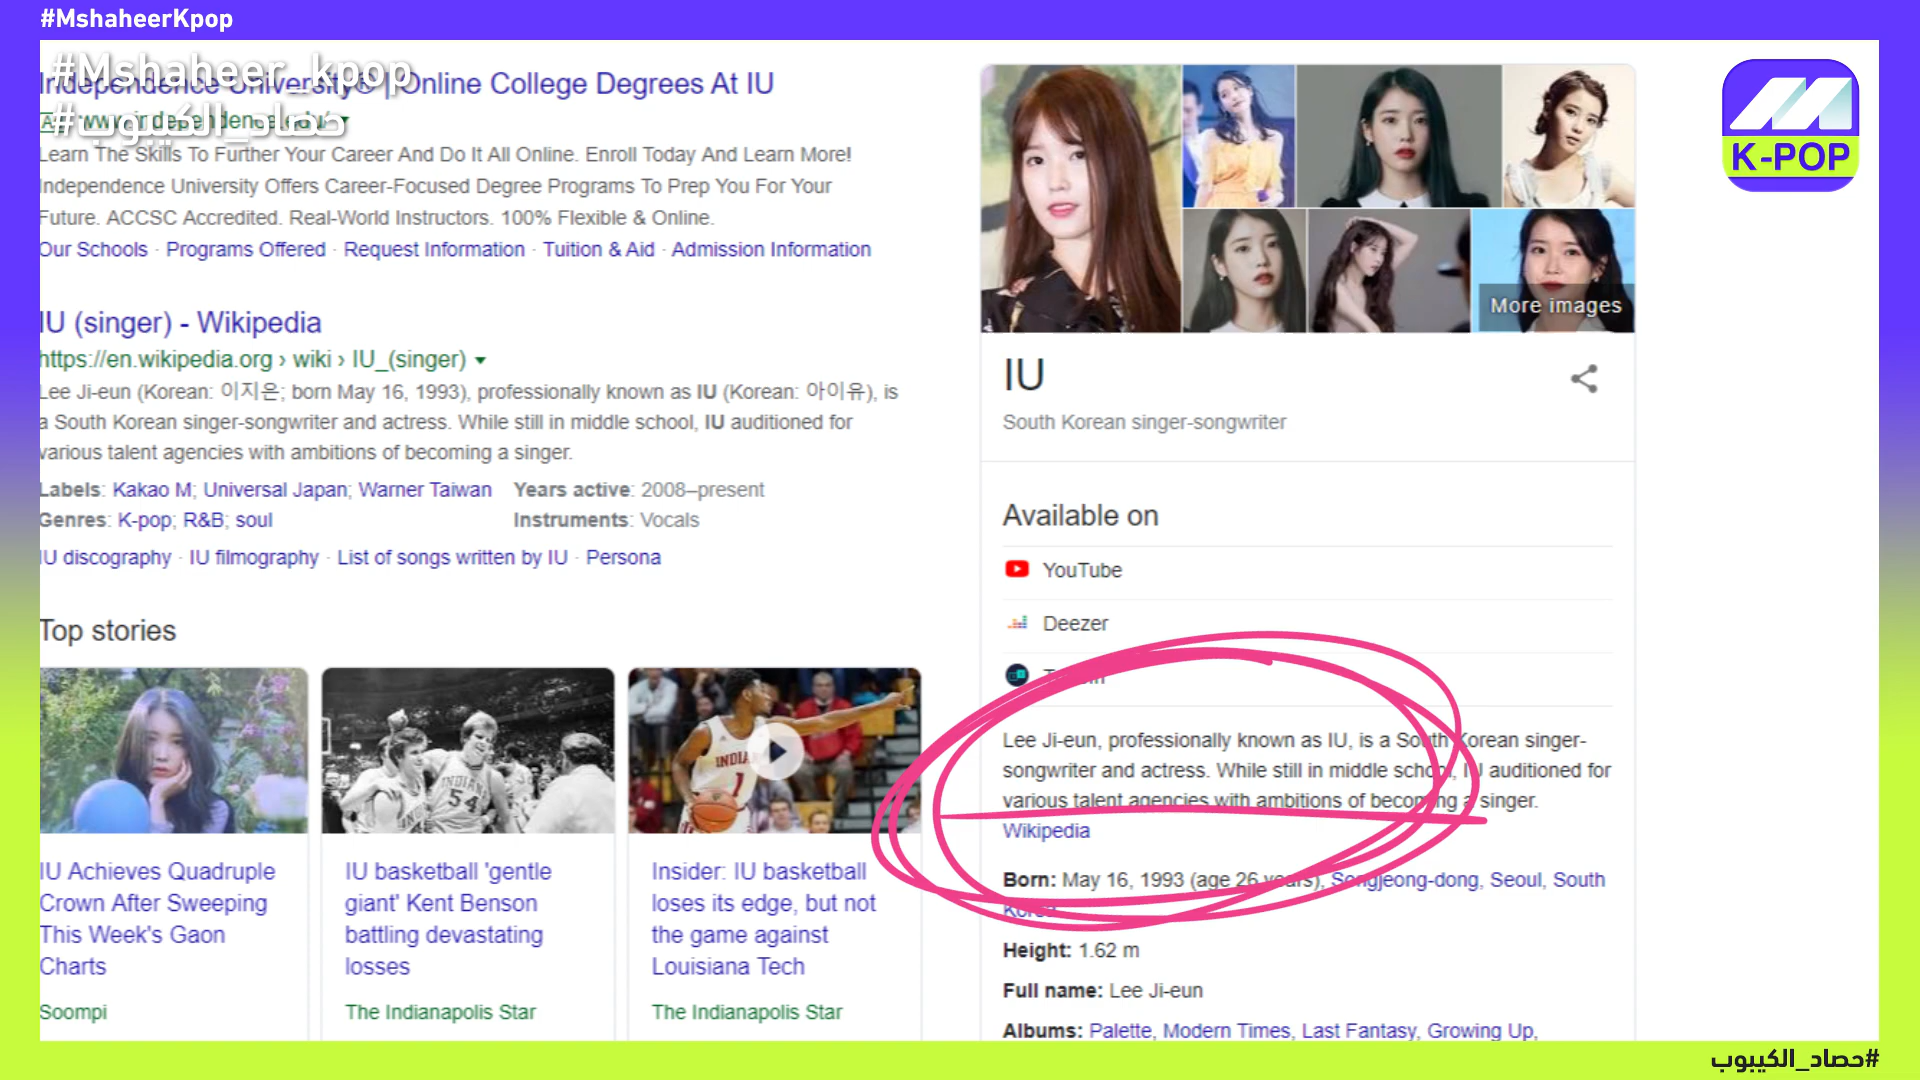 #MshaheerKpop
#Mshaheer_kpop
#حصاد_الكيبوب
K-POP
Independence University® | Online College Degrees At IU
www.independence.edu/
Learn The Skills To Further Your Career And Do It All Online. Enroll Today And Learn More!
Independence University Offers Career-Focused Degree Programs To Prep You For Your
Future. ACCSC Accredited. Real-World Instructors. 100% Flexible & Online.
Our Schools · Programs Offered · Request Information · Tuition & Aid · Admission Information
IU (singer) - Wikipedia
https://en.wikipedia.org › wiki › IU_(singer)
Lee Ji-eun (Korean: 이지은; born May 16, 1993), professionally known as IU (Korean: 아이유), is
a South Korean singer-songwriter and actress. While still in middle school, IU auditioned for
various talent agencies with ambitions of becoming a singer.
Labels: Kakao M; Universal Japan; Warner Taiwan Years active: 2008–present
Genres: K-pop; R&B; soul Instruments: Vocals
IU discography · IU filmography · List of songs written by IU · Persona
Top stories
INDIANA
54
INDIA
1
IU Achieves Quadruple
Crown After Sweeping
This Week's Gaon
Charts
Soompi
IU basketball 'gentle
giant' Kent Benson
battling devastating
losses
The Indianapolis Star
Insider: IU basketball
loses its edge, but not
the game against
Louisiana Tech
The Indianapolis Star
More images
IU
South Korean singer-songwriter
Available on
YouTube
Deezer
Lee Ji-eun, professionally known as IU, is a South Korean singer-
songwriter and actress. While still in middle school, IU auditioned for
various talent agencies with ambitions of becoming a singer.
Wikipedia
Born: May 16, 1993 (age 26 years), Songjeong-dong, Seoul, South
Korea
Height: 1.62 m
Full name: Lee Ji-eun
Albums: Palette, Modern Times, Last Fantasy, Growing Up,
#حصاد_الكيبوب